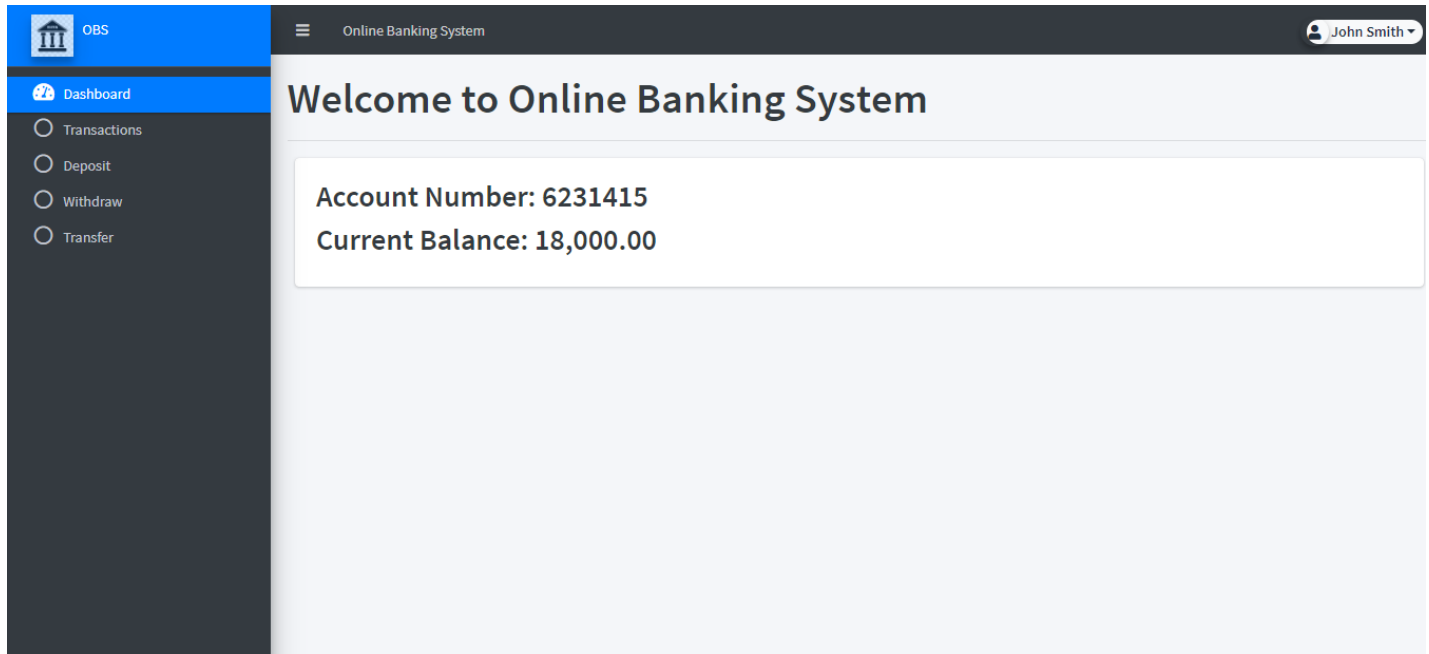 OBS
Online Banking System
John Smith
Dashboard
Transactions
Deposit
Withdraw
Transfer
Welcome to Online Banking System
Account Number: 6231415
Current Balance: 18,000.00